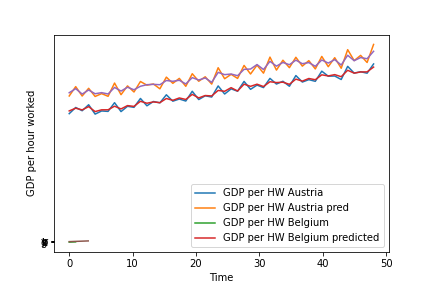 GDP per hour worked
GDP per HW Austria
GDP per HW Austria pred
GDP per HW Belgium
GDP per HW Belgium predicted
0 10 20 30 40 50
Time